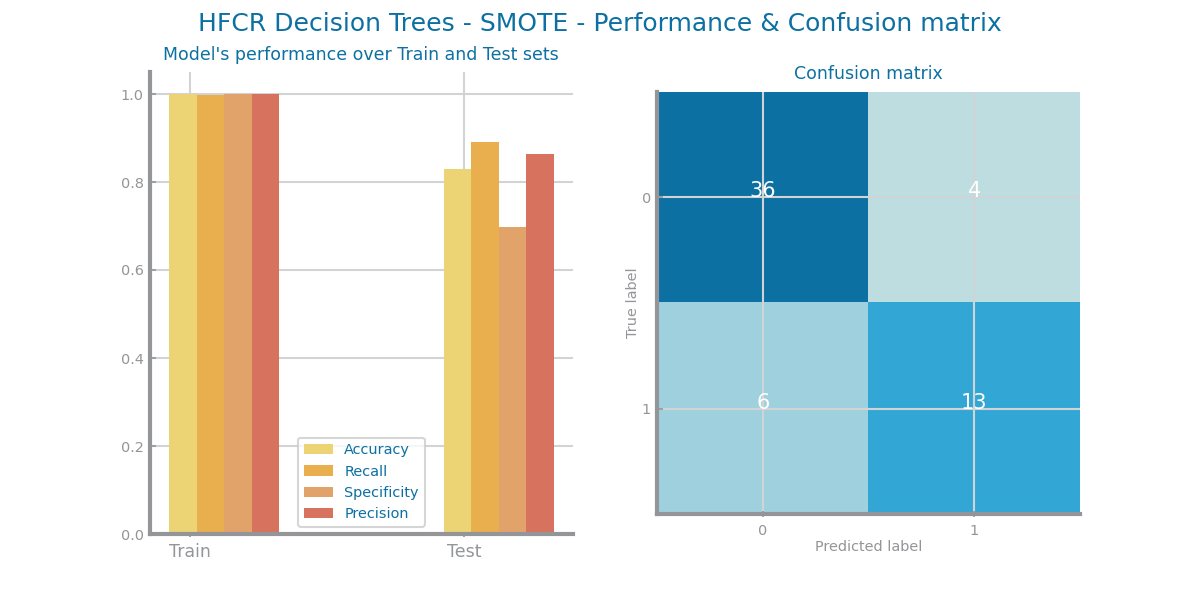 HFCR Decision Trees - SMOTE - Performance & Confusion matrix
Model's performance over Train and Test sets
1.0
0.8
0.6
0.4
0.2
0.0
Accuracy
Recall
Specificity
Precision
Train
Test
Confusion matrix
True label
0
1
36
4
6
13
0
1
Predicted label